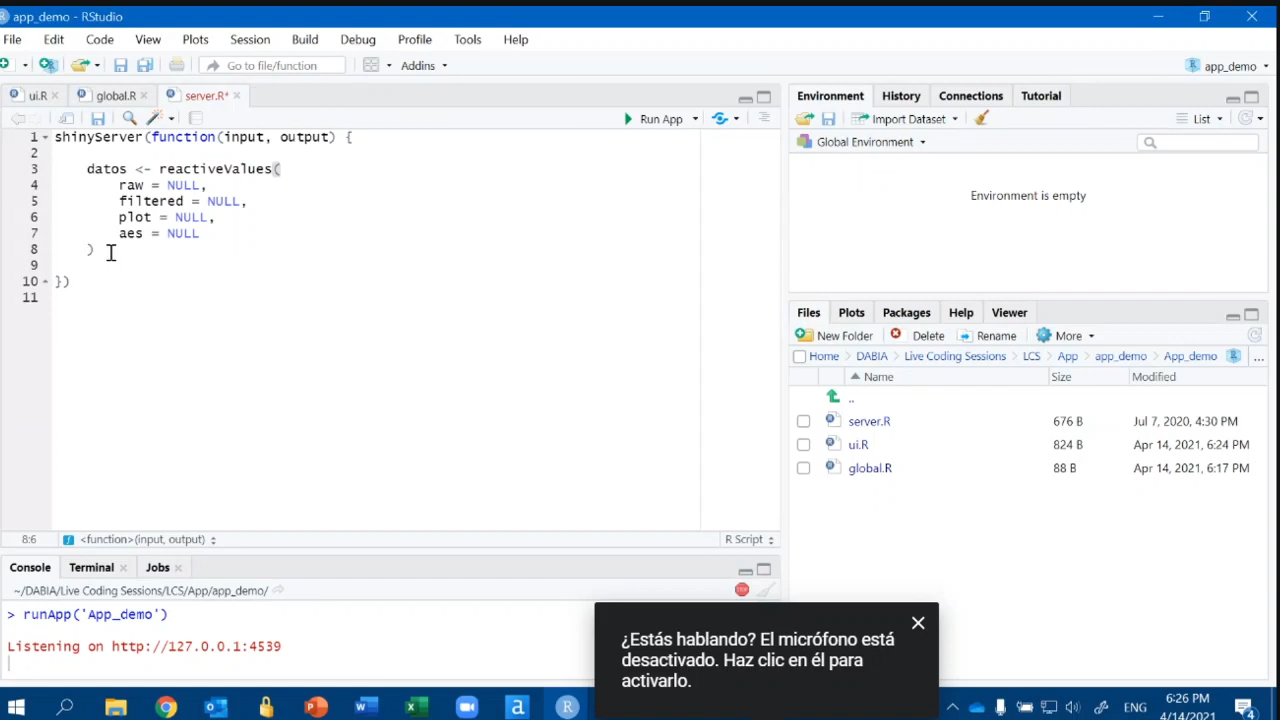 app_demo - RStudio
File Edit Code View Plots Session Build Debug Profile Tools Help
Go to file/function Addins app_demo
ui.R global.R server.R*
Run App
1 shinyServer(function(input, output) {
2
3 datos <- reactiveValues(
4 raw = NULL,
5 filtered = NULL,
6 plot = NULL,
7 aes = NULL
8 )
9
10 })
11
8:6 <function>(input, output) R Script
Console Terminal Jobs
~/DABIA/Live Coding Sessions/LCS/App/app_demo/
> runApp('App_demo')
Listening on http://127.0.0.1:4539
Environment History Connections Tutorial
Import Dataset List
Global Environment
Environment is empty
Files Plots Packages Help Viewer
New Folder Delete Rename More
Home > DABIA > Live Coding Sessions > LCS > App > app_demo > App_demo ...
Name Size Modified
..
server.R 676 B Jul 7, 2020, 4:30 PM
ui.R 824 B Apr 14, 2021, 6:24 PM
global.R 88 B Apr 14, 2021, 6:17 PM
¿Estás hablando? El micrófono está
desactivado. Haz clic en él para
activarlo.
ENG
6:26 PM
4/14/2021
4